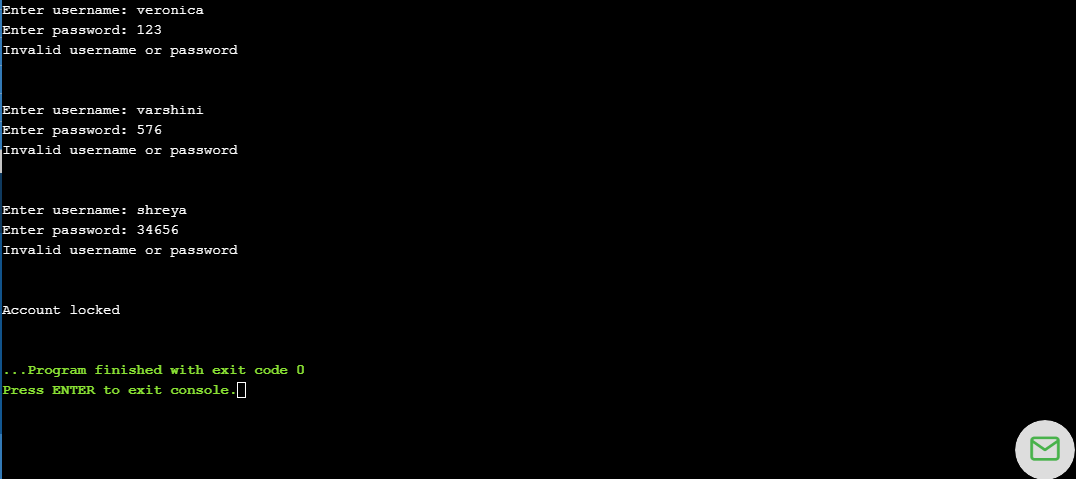 Enter username: veronica
Enter password: 123
Invalid username or password
Enter username: varshini
Enter password: 576
Invalid username or password
Enter username: shreya
Enter password: 34656
Invalid username or password
Account locked
...Program finished with exit code 0
Press ENTER to exit console.